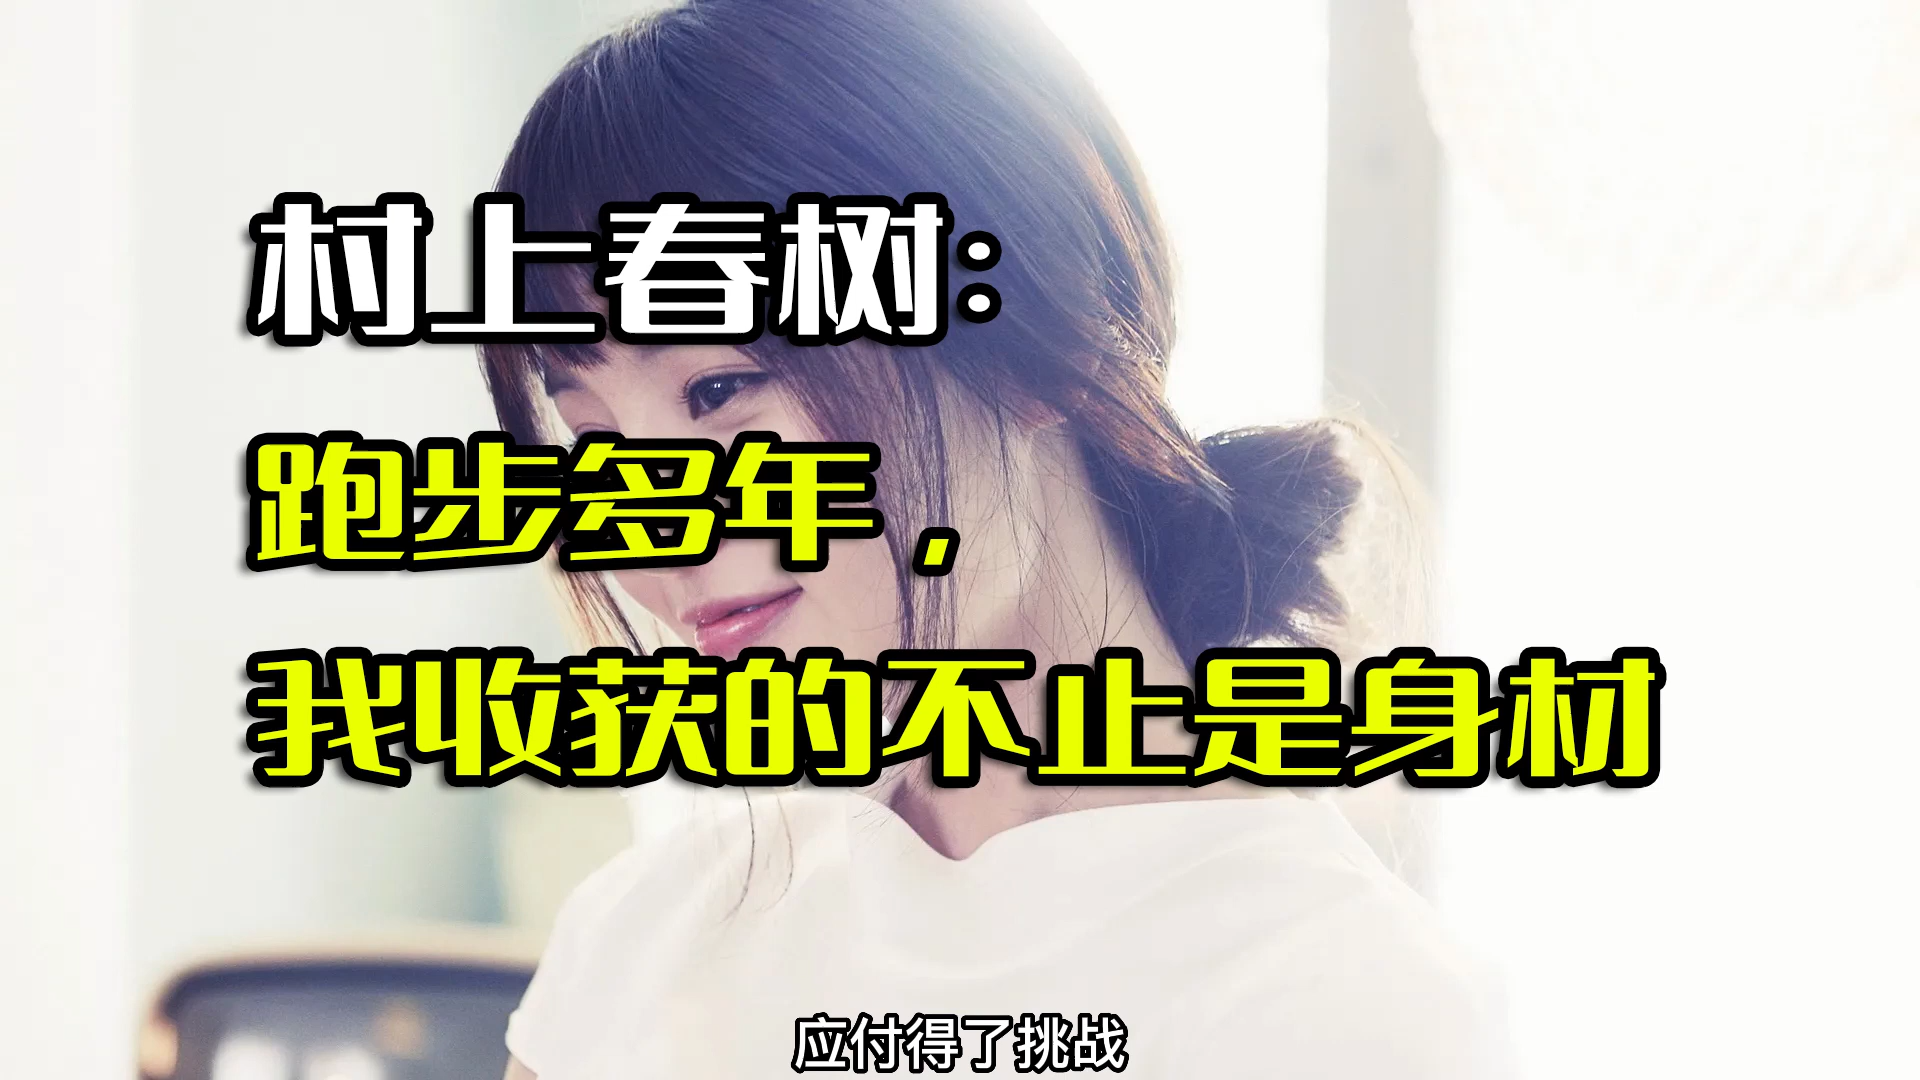 村上春树：
跑步多年，
我收获的不止是身材
应付得了挑战